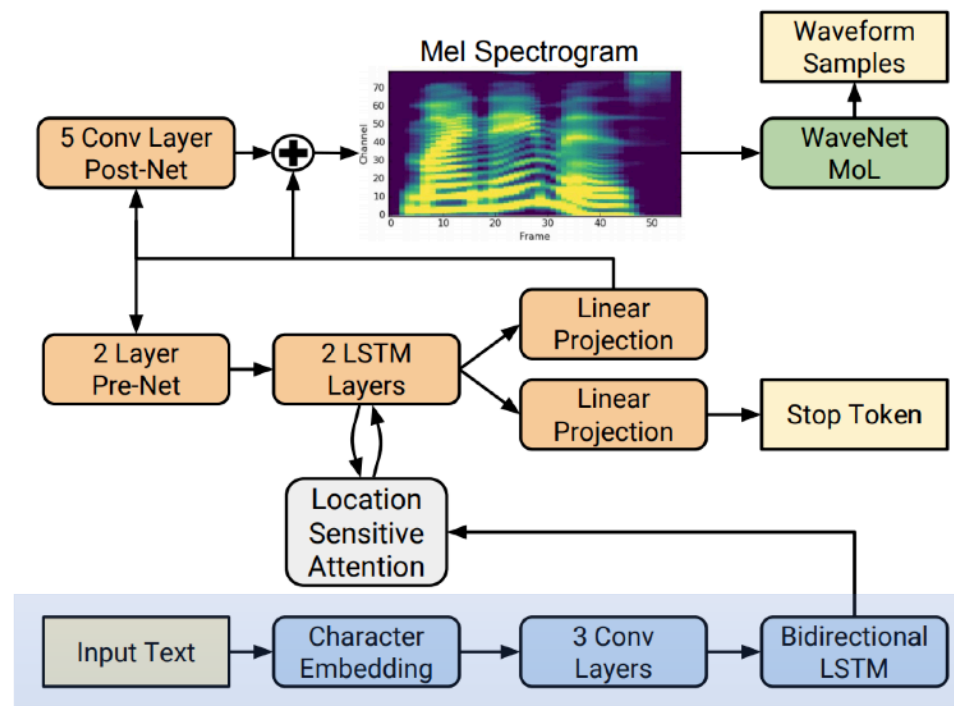 Waveform
Samples
Mel Spectrogram
5 Conv Layer
Post-Net
WaveNet
MoL
Channel
70
60
50
40
30
20
10
0
0 10 20 30 40 50
Frame
2 Layer
Pre-Net
2 LSTM
Layers
Linear
Projection
Linear
Projection
Stop Token
Location
Sensitive
Attention
Input Text
Character
Embedding
3 Conv
Layers
Bidirectional
LSTM